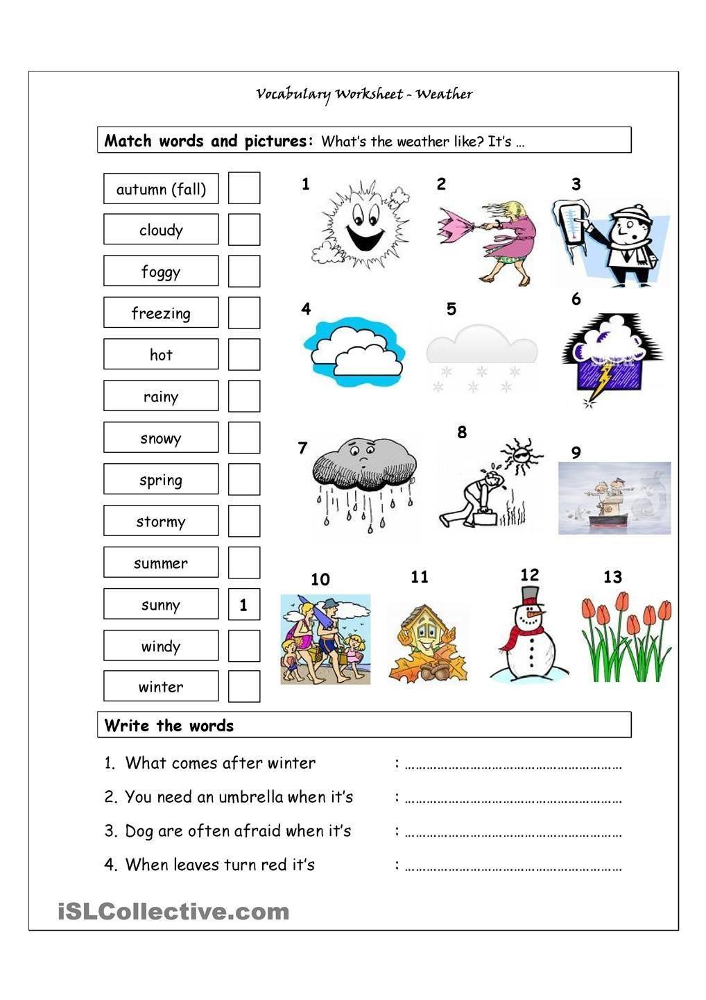 Vocabulary Worksheet - Weather
Match words and pictures: What's the weather like? It's …
autumn (fall)
cloudy
foggy
freezing
hot
rainy
snowy
spring
stormy
summer
sunny 1
windy
winter
1 2 3
4 5 6
7 8 9
10 11 12 13
Write the words
1. What comes after winter : ……………………………………………………
2. You need an umbrella when it's : ……………………………………………………
3. Dog are often afraid when it's : ……………………………………………………
4. When leaves turn red it's : ……………………………………………………
iSLCollective.com